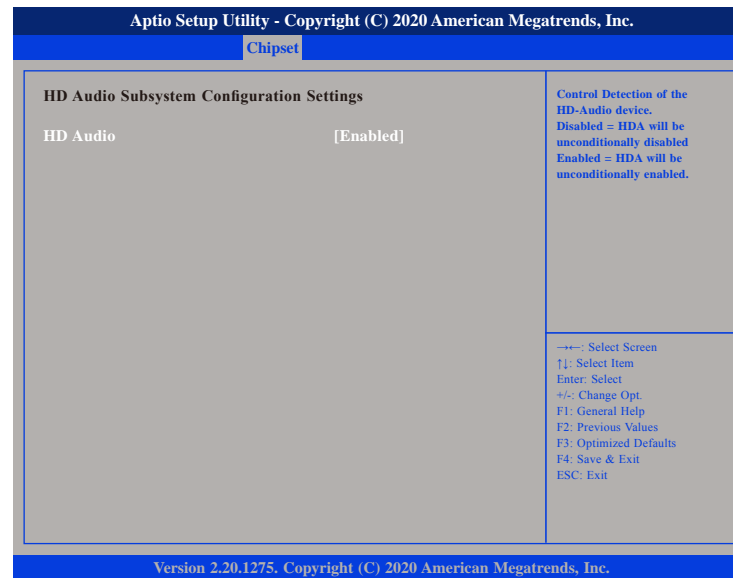 Aptio Setup Utility - Copyright (C) 2020 American Megatrends, Inc.
Chipset
HD Audio Subsystem Configuration Settings
HD Audio [Enabled]
Control Detection of the
HD-Audio device.
Disabled = HDA will be
unconditionally disabled
Enabled = HDA will be
unconditionally enabled.
→←: Select Screen
↑↓: Select Item
Enter: Select
+/-: Change Opt.
F1: General Help
F2: Previous Values
F3: Optimized Defaults
F4: Save & Exit
ESC: Exit
Version 2.20.1275. Copyright (C) 2020 American Megatrends, Inc.